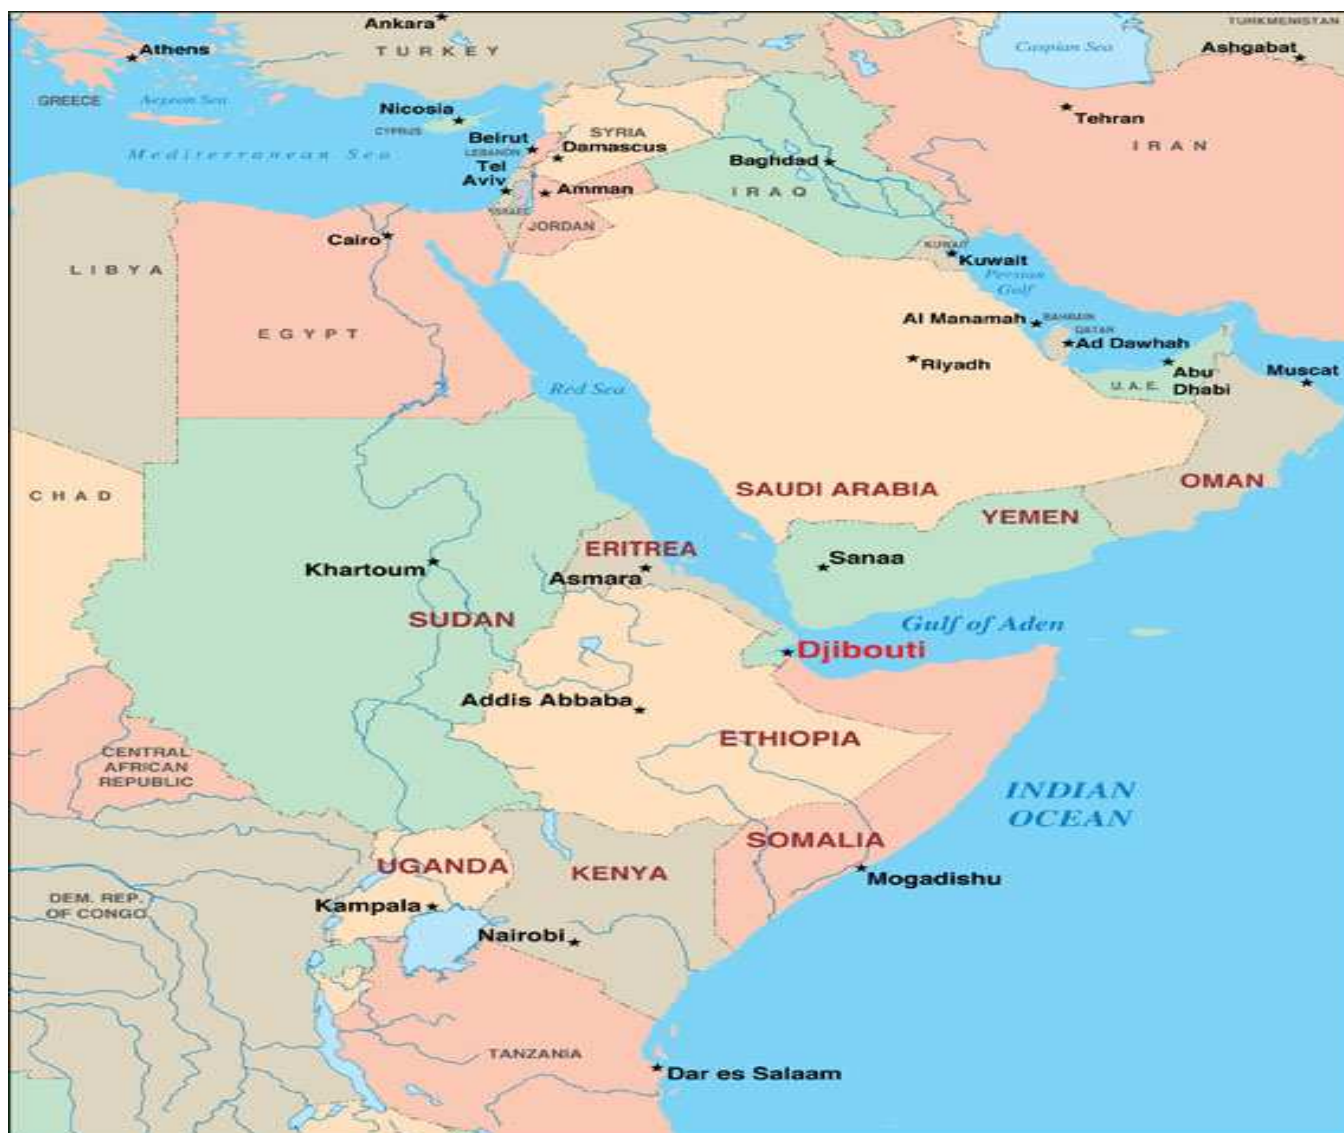 Ankara
TURKEY
Athens
GREECE
Aegean Sea
Nicosia
CYPRUS
Mediterranean Sea
Beirut
LEBANON
Tel
Aviv
ISRAEL
SYRIA
Damascus
Amman
JORDAN
Baghdad
IRAQ
Caspian Sea
TURKMENISTAN
Ashgabat
Tehran
IRAN
KUWAIT
Kuwait
Persian
Gulf
Al Manamah
BAHRAIN
QATAR
Ad Dawhah
Riyadh
U.A.E.
Abu
Dhabi
Muscat
Cairo
LIBYA
EGYPT
Red Sea
CHAD
SAUDI ARABIA
OMAN
YEMEN
Sanaa
ERITREA
Asmara
Khartoum
SUDAN
Gulf of Aden
Djibouti
Addis Abbaba
ETHIOPIA
CENTRAL
AFRICAN
REPUBLIC
INDIAN
OCEAN
SOMALIA
Mogadishu
UGANDA
KENYA
DEM. REP.
OF CONGO
Kampala
Nairobi
TANZANIA
Dar es Salaam